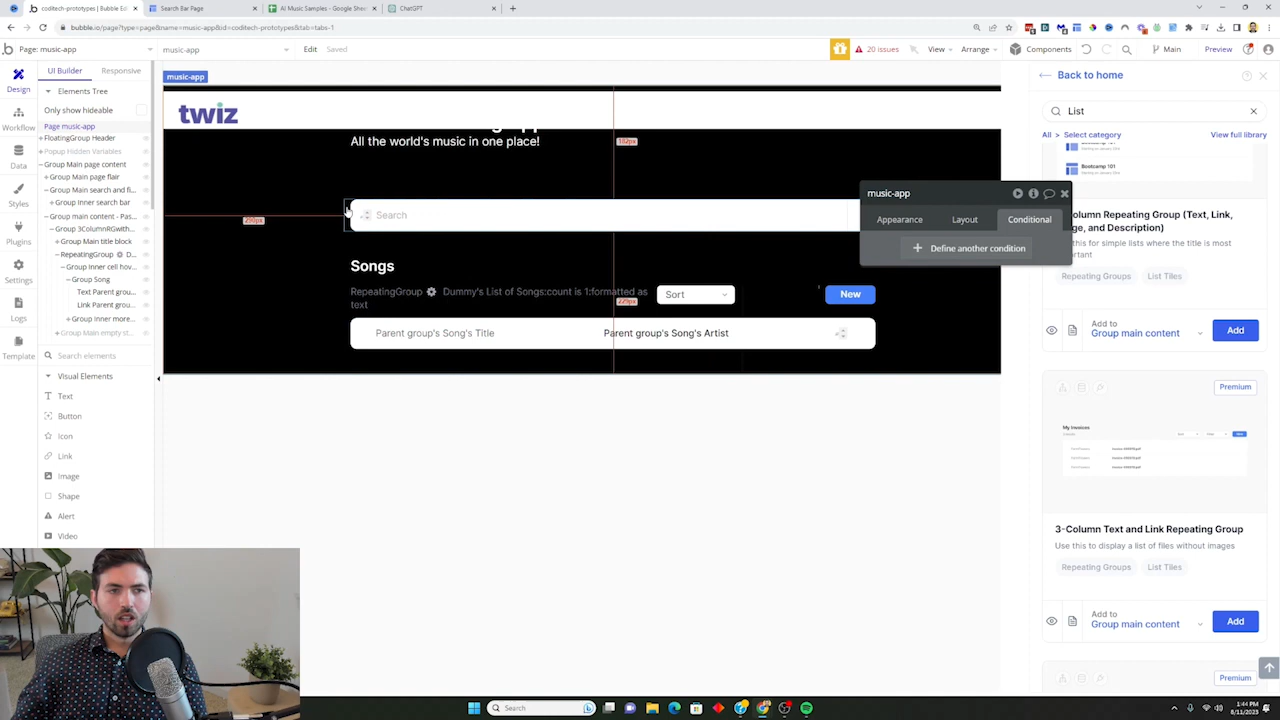 coditech-prototypes | Bubble Ed
Search Bar Page
AI Music Samples - Google Shee
ChatGPT
bubble.io/page?type=page&name=music-app&id=coditech-prototypes&tab=tabs-1
Page: music-app
music-app
Edit
Saved
20 issues
View
Arrange
Components
Main
Preview
Design
Workflow
Data
Styles
Plugins
Settings
Logs
Template
UI Builder
Responsive
Elements Tree
Only show hideable
Page music-app
FloatingGroup Header
Popup Hidden Variables
Group Main page content
Group Main page flair
Group Main search and fi...
Group Inner search bar
Group main content - Pas...
Group 3ColumnRGwith...
Group Main title block
RepeatingGroup D...
Group Inner cell hov...
Group Song
Text Parent grou...
Link Parent grou...
Group Inner more...
Group Main empty st...
Search elements
Visual Elements
Text
Button
Icon
Link
Image
Shape
Alert
Video
music-app
twiz
All the world's music in one place!
Search
Songs
RepeatingGroup Dummy's List of Songs:count is 1:formatted as
text
Sort
New
Parent group's Song's Title
Parent group's Song's Artist
music-app
Appearance
Layout
Conditional
Define another condition
Back to home
List
All > Select category
View full library
Bootcamp 101
Column Repeating Group (Text, Link,
ge, and Description)
this for simple lists where the title is most
ortant
Repeating Groups
List Tiles
Add to
Group main content
Add
Premium
My Invoices
3-Column Text and Link Repeating Group
Use this to display a list of files without images
Repeating Groups
List Tiles
Add to
Group main content
Add
Premium
Search
1:44 PM
8/11/2023